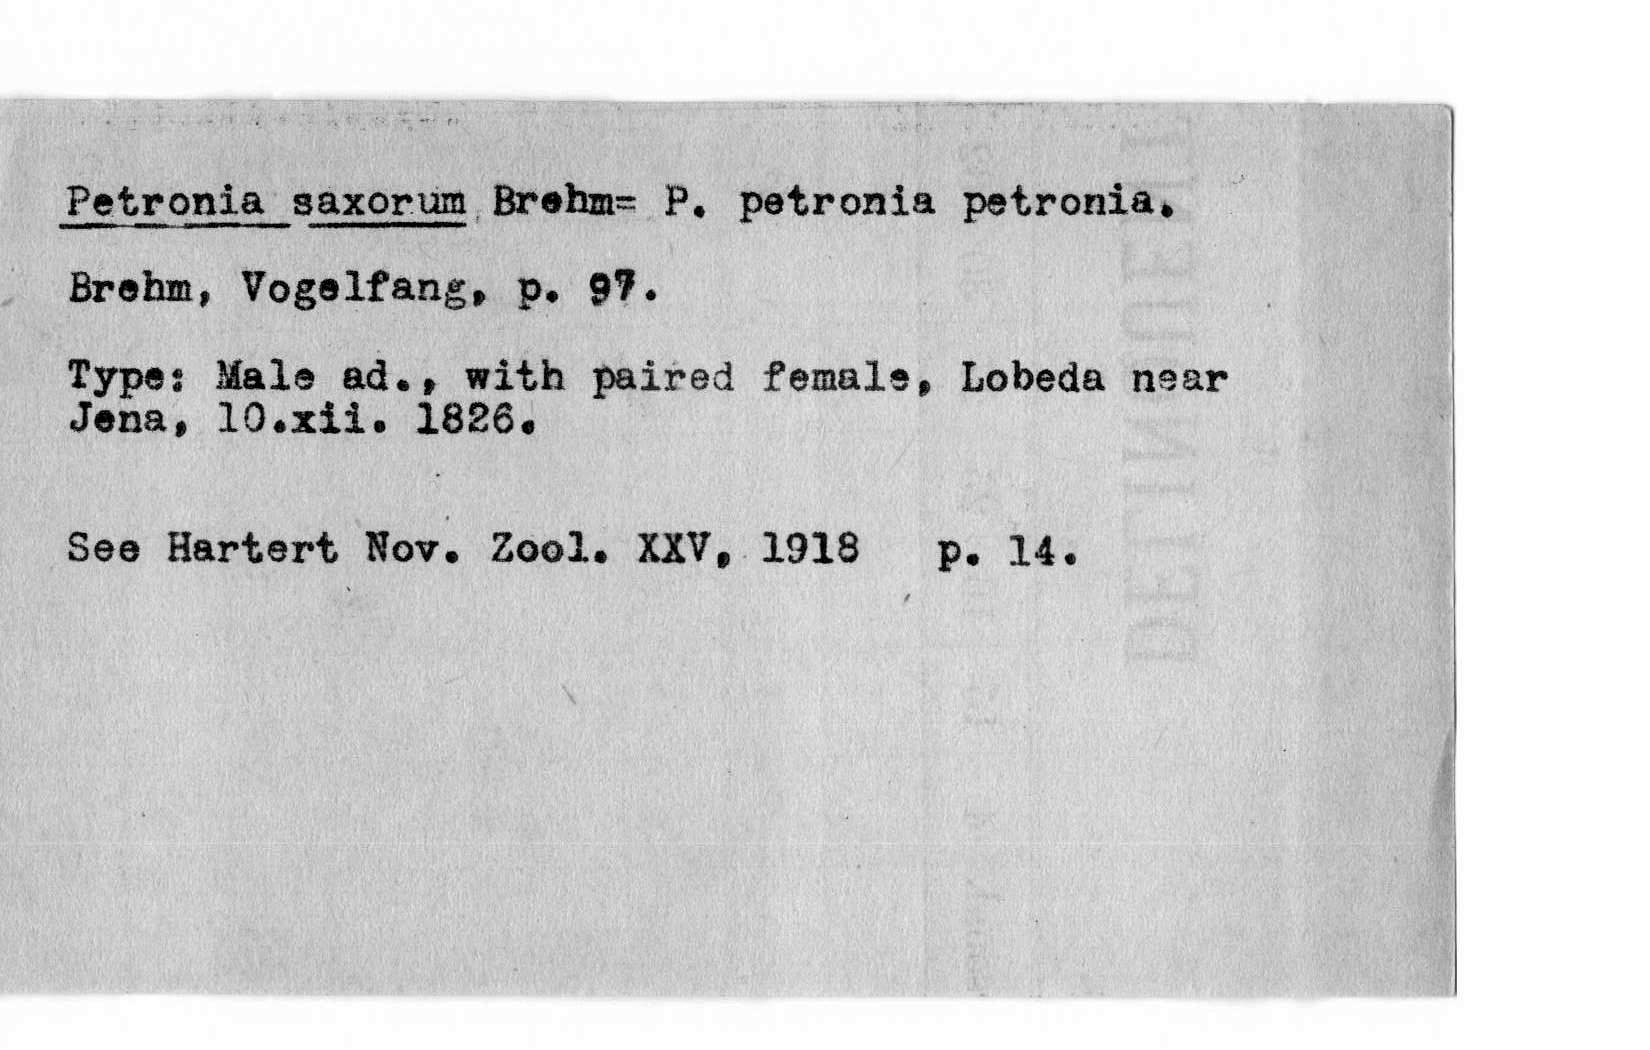 Petronia saxorum Brehm= P. petronia petronia.
Brehm, Vogelfang, p. 97.
Type: Male ad., with paired female, Lobeda near
Jena, 10.xii. 1826.
See Hartert Nov. Zool. XXV, 1918 p. 14.